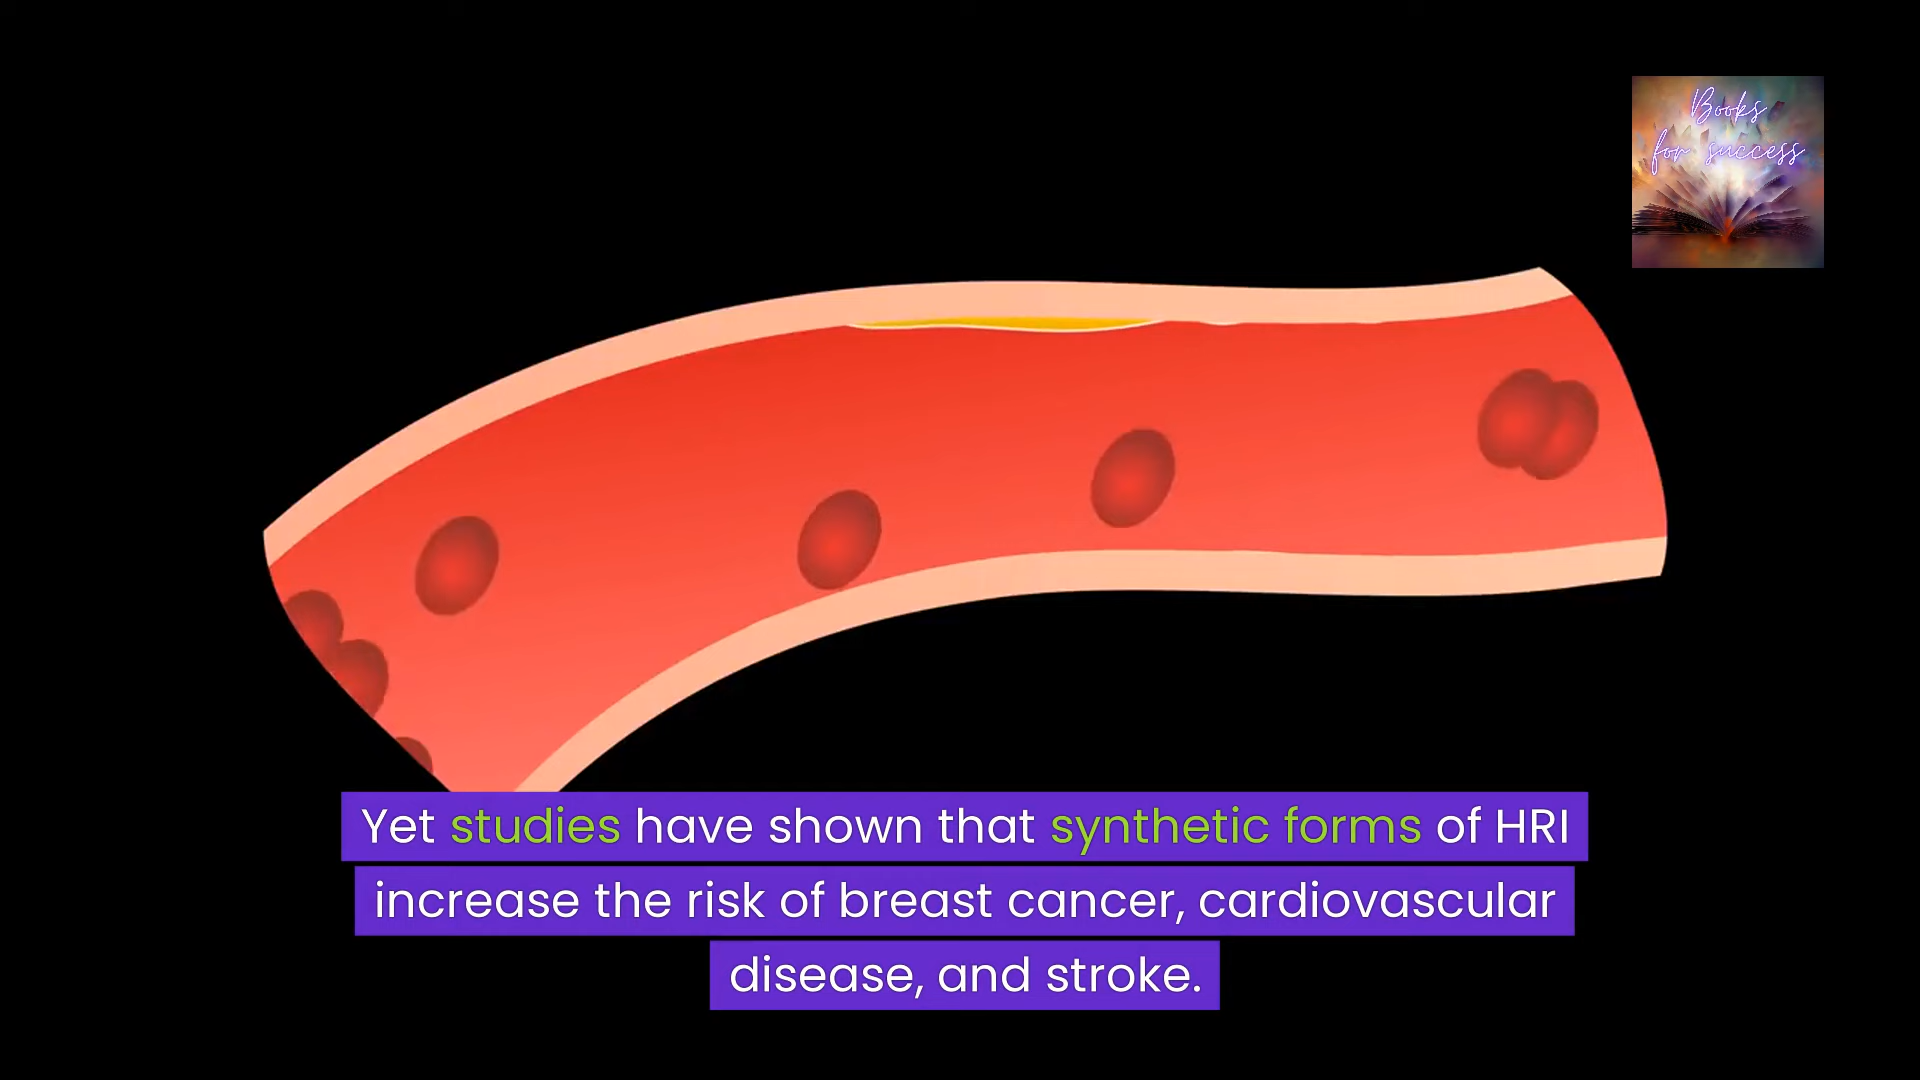 Books
for success
Yet studies have shown that synthetic forms of HRI
increase the risk of breast cancer, cardiovascular
disease, and stroke.